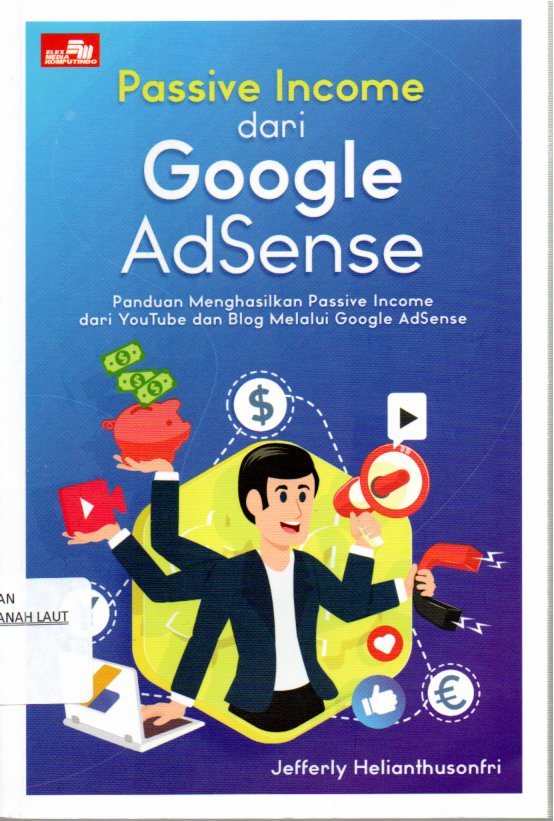 ELEX
MEDIA
KOMPUTINDO
Passive Income
dari
Google
AdSense
Panduan Menghasilkan Passive Income
dari YouTube dan Blog Melalui Google AdSense
$
AN
ANAH LAUT
€
Jefferly Helianthusonfri